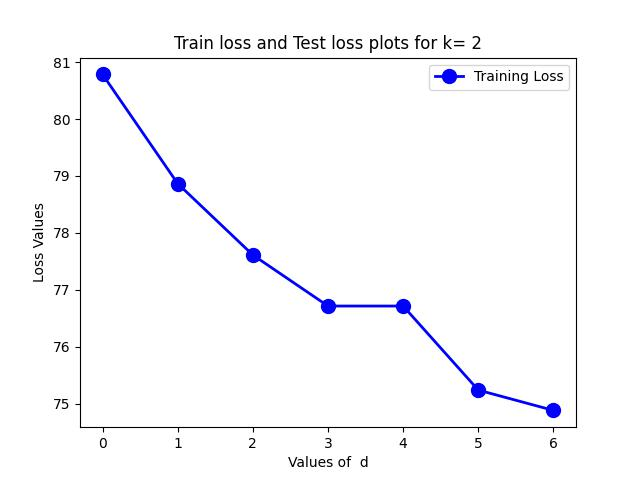 Train loss and Test loss plots for k= 2
Training Loss
81
80
79
78
77
76
75
Loss Values
0 1 2 3 4 5 6
Values of  d